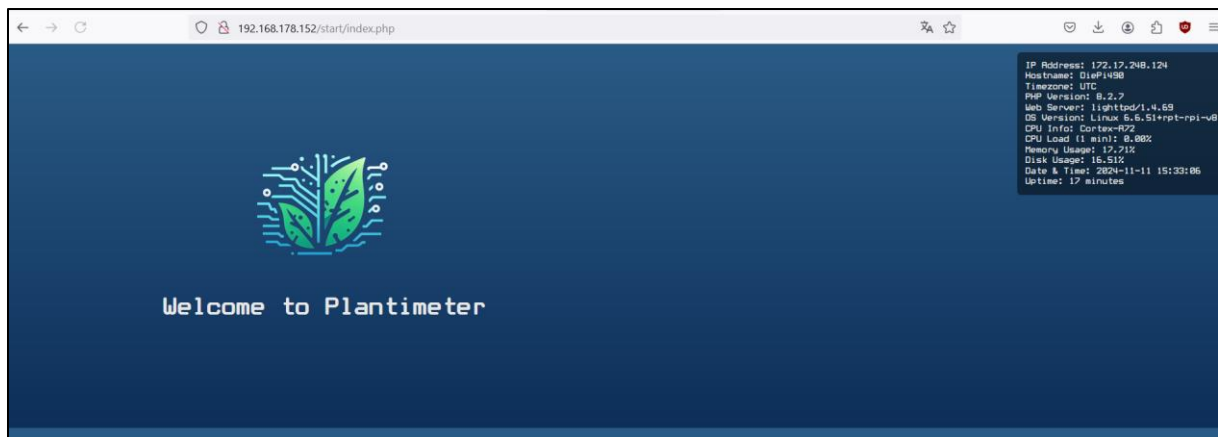 192.168.178.152/start/index.php
IP Address: 172.17.248.124
Hostname: DiePi490
Timezone: UTC
PHP Version: 8.2.7
Web Server: lighttpd/1.4.69
OS Version: Linux 6.6.51+rpt-rpi-v8
CPU Info: Cortex-A72
CPU Load (1 min): 0.00%
Memory Usage: 17.71%
Disk Usage: 16.51%
Date & Time: 2024-11-11 15:33:06
Uptime: 17 minutes
Welcome to Plantimeter